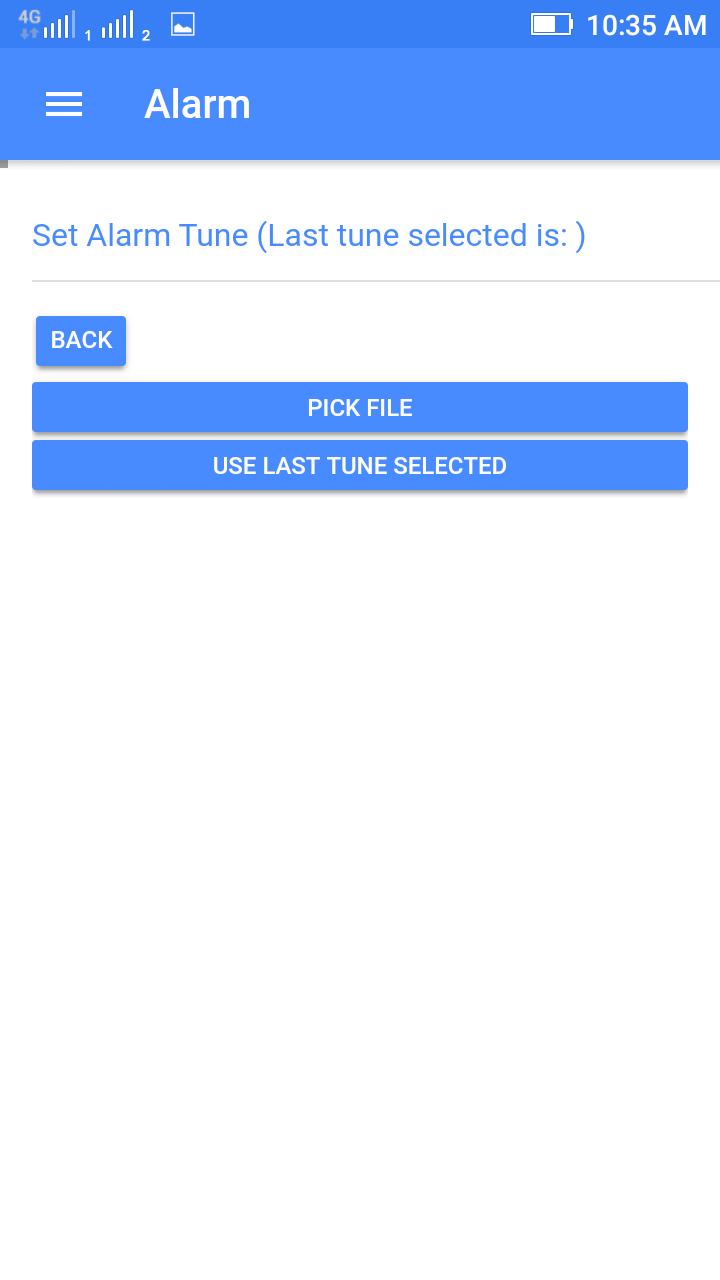 4G 1 2 10:35 AM
Alarm
Set Alarm Tune (Last tune selected is: )
BACK
PICK FILE
USE LAST TUNE SELECTED